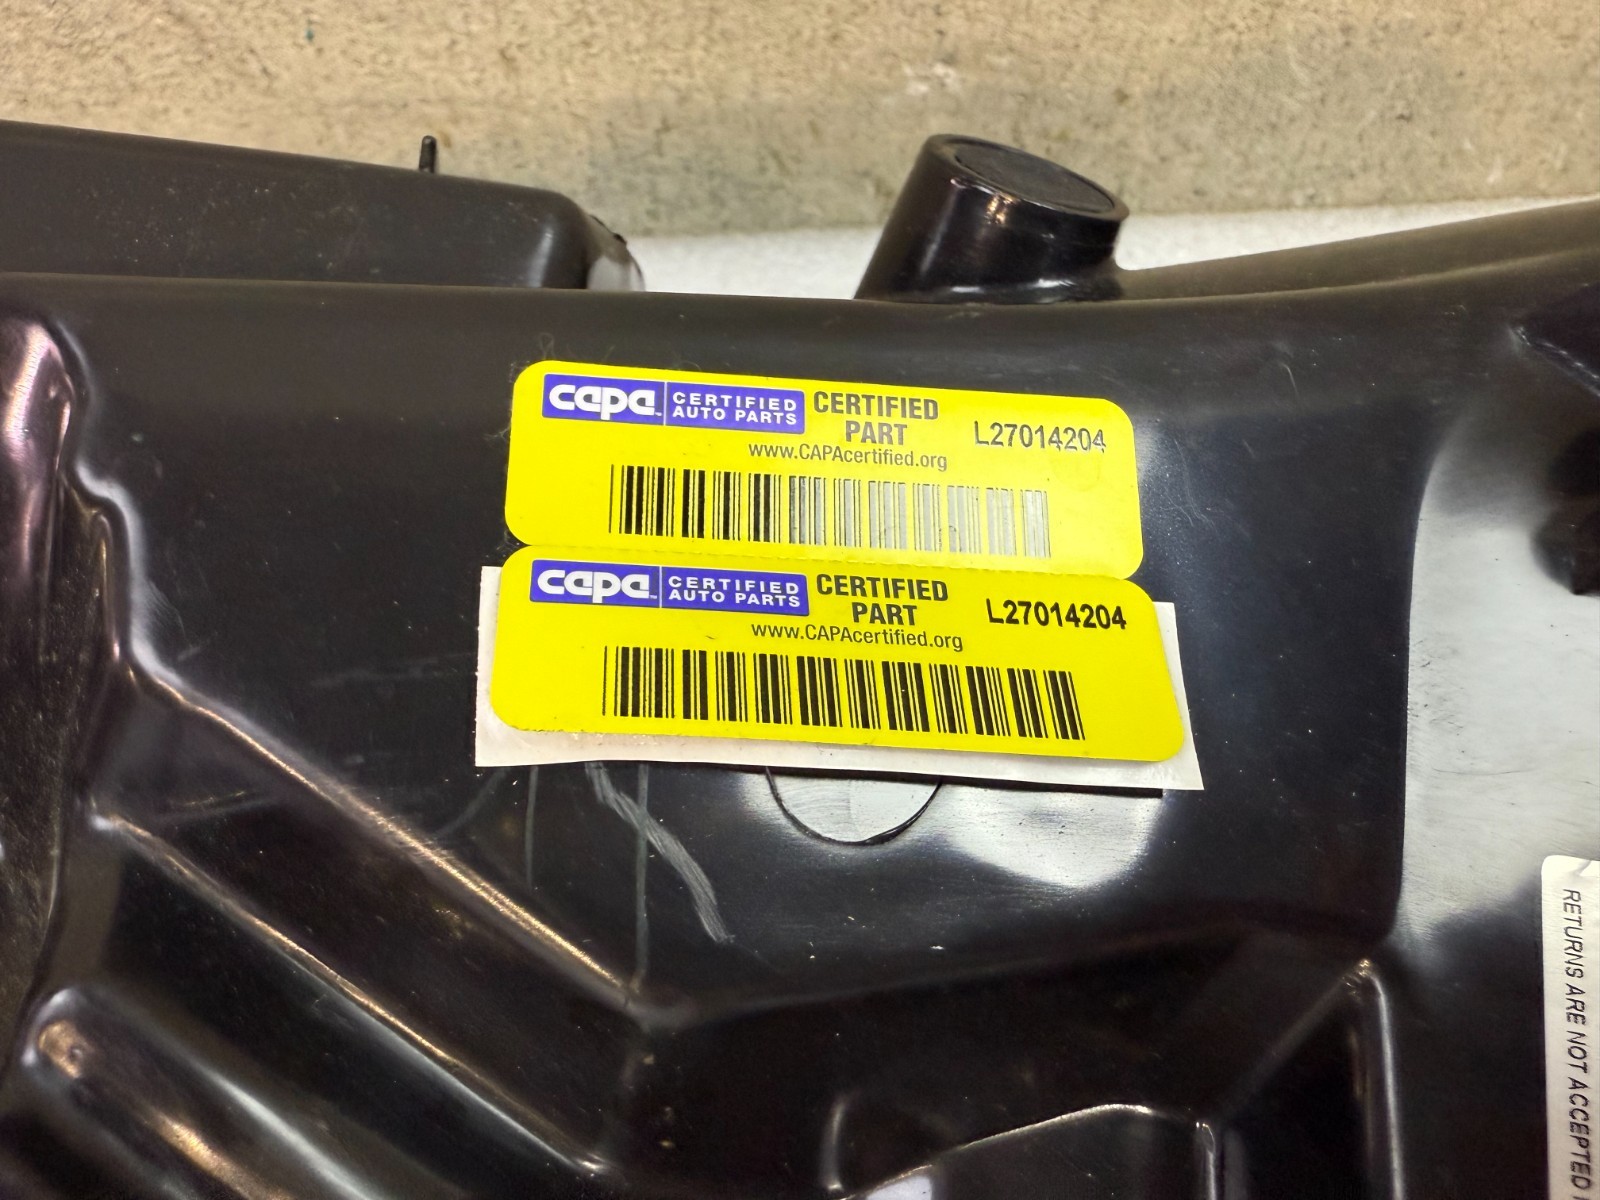 capa CERTIFIED AUTO PARTS
CERTIFIED
PART
L27014204
www.CAPAcertified.org
capa CERTIFIED AUTO PARTS
CERTIFIED
PART
L27014204
www.CAPAcertified.org
RETURNS ARE NOT ACCEPTED